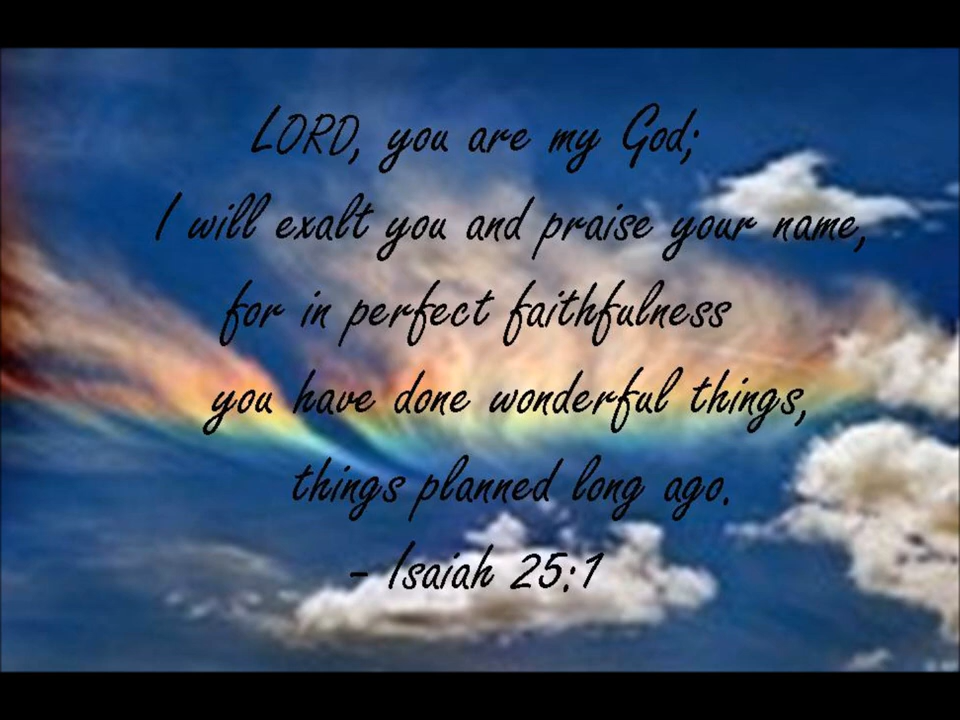 LORD, you are my God;
I will exalt you and praise your name,
for in perfect faithfulness
you have done wonderful things,
things planned long ago.
- Isaiah 25:1